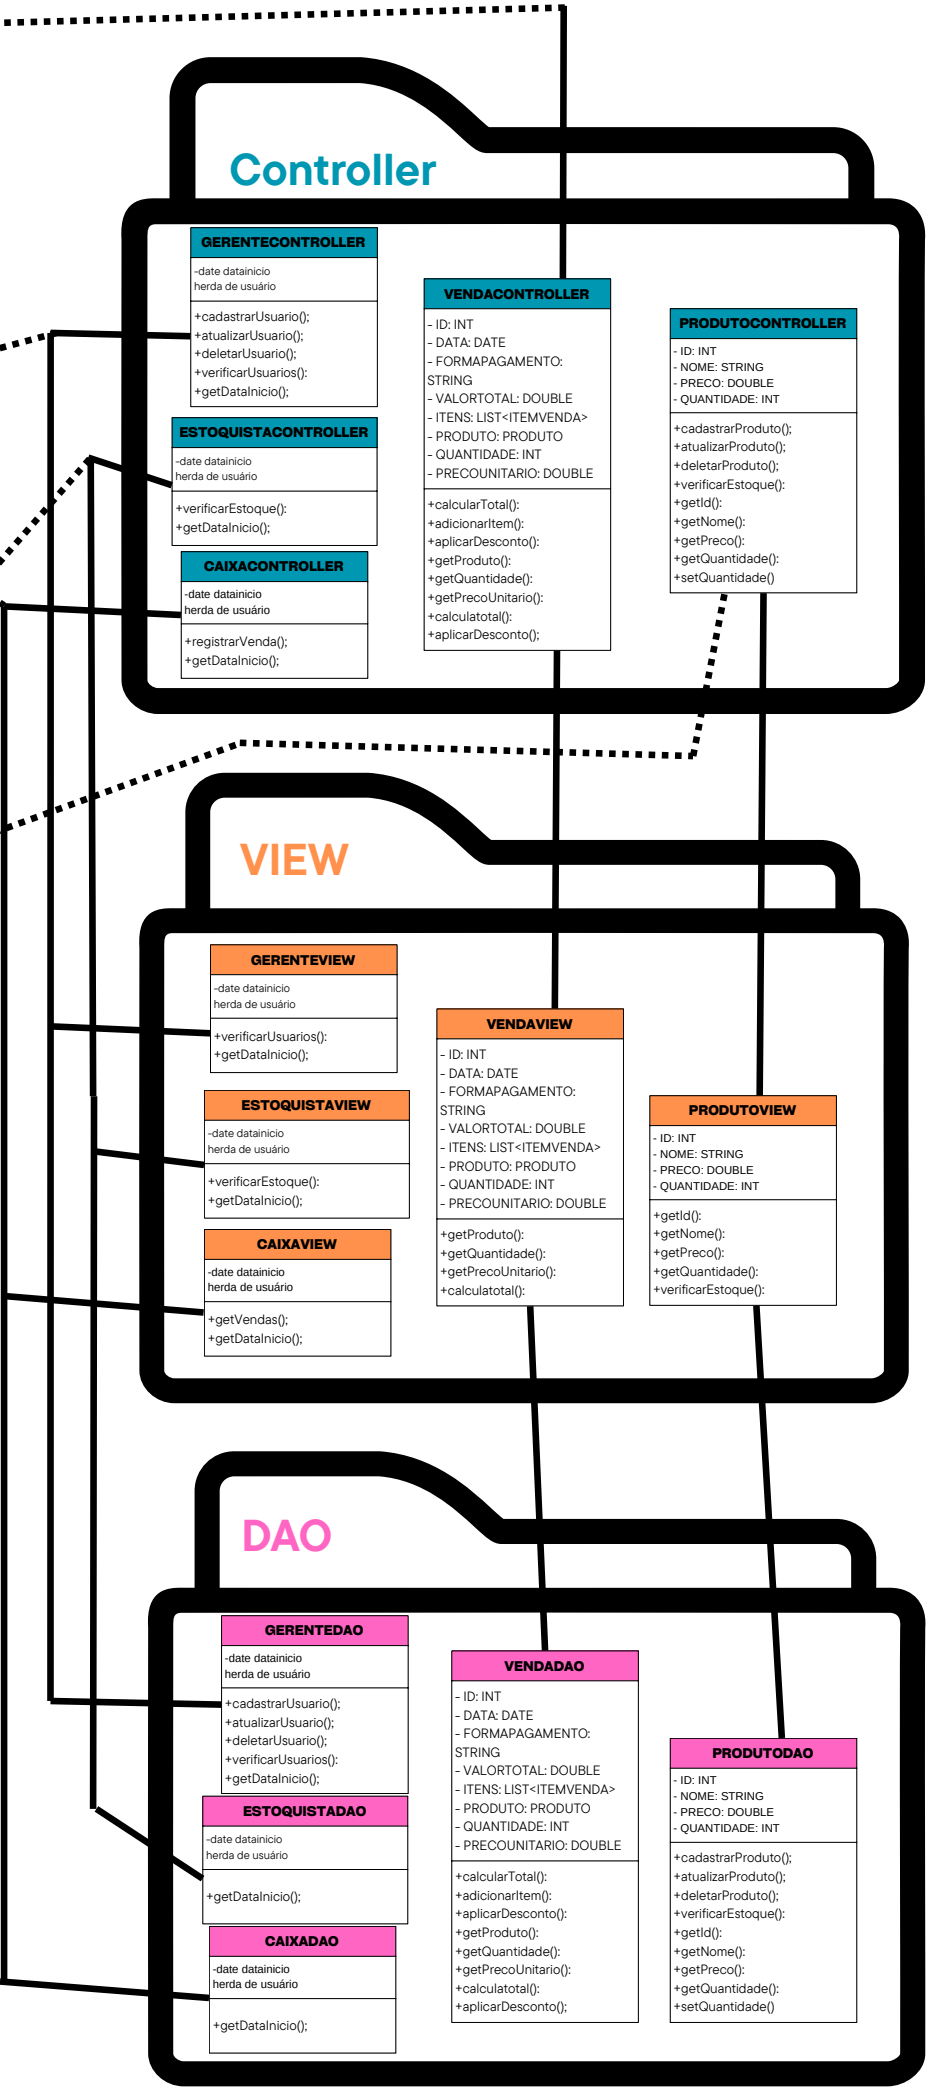 Controller
GERENTECONTROLLER
-date datainicio
herda de usuário
+cadastrarUsuario();
+atualizarUsuario();
+deletarUsuario();
+verificarUsuarios():
+getDataInicio();
ESTOQUISTACONTROLLER
-date datainicio
herda de usuário
+verificarEstoque():
+getDataInicio();
CAIXACONTROLLER
-date datainicio
herda de usuário
+registrarVenda();
+getDataInicio();
VENDACONTROLLER
- ID: INT
- DATA: DATE
- FORMAPAGAMENTO:
STRING
- VALORTOTAL: DOUBLE
- ITENS: LIST<ITEMVENDA>
- PRODUTO: PRODUTO
- QUANTIDADE: INT
- PRECOUNITARIO: DOUBLE
+calcularTotal():
+adicionarItem():
+aplicarDesconto():
+getProduto():
+getQuantidade():
+getPrecoUnitario():
+calculatotal():
+aplicarDesconto();
PRODUTOCONTROLLER
- ID: INT
- NOME: STRING
- PRECO: DOUBLE
- QUANTIDADE: INT
+cadastrarProduto();
+atualizarProduto();
+deletarProduto();
+verificarEstoque():
+getId():
+getNome():
+getPreco():
+getQuantidade():
+setQuantidade()
VIEW
GERENTEVIEW
-date datainicio
herda de usuário
+verificarUsuarios():
+getDataInicio();
ESTOQUISTAVIEW
-date datainicio
herda de usuário
+verificarEstoque():
+getDataInicio();
CAIXAVIEW
-date datainicio
herda de usuário
+getVendas();
+getDataInicio();
VENDAVIEW
- ID: INT
- DATA: DATE
- FORMAPAGAMENTO:
STRING
- VALORTOTAL: DOUBLE
- ITENS: LIST<ITEMVENDA>
- PRODUTO: PRODUTO
- QUANTIDADE: INT
- PRECOUNITARIO: DOUBLE
+getProduto():
+getQuantidade():
+getPrecoUnitario():
+calculatotal():
PRODUTOVIEW
- ID: INT
- NOME: STRING
- PRECO: DOUBLE
- QUANTIDADE: INT
+getId():
+getNome():
+getPreco():
+getQuantidade():
+verificarEstoque():
DAO
GERENTEDAO
-date datainicio
herda de usuário
+cadastrarUsuario();
+atualizarUsuario();
+deletarUsuario();
+verificarUsuarios():
+getDataInicio();
ESTOQUISTADAO
-date datainicio
herda de usuário
+getDataInicio();
CAIXADAO
-date datainicio
herda de usuário
+getDataInicio();
VENDADAO
- ID: INT
- DATA: DATE
- FORMAPAGAMENTO:
STRING
- VALORTOTAL: DOUBLE
- ITENS: LIST<ITEMVENDA>
- PRODUTO: PRODUTO
- QUANTIDADE: INT
- PRECOUNITARIO: DOUBLE
+calcularTotal():
+adicionarItem():
+aplicarDesconto():
+getProduto():
+getQuantidade():
+getPrecoUnitario():
+calculatotal():
+aplicarDesconto();
PRODUTODAO
- ID: INT
- NOME: STRING
- PRECO: DOUBLE
- QUANTIDADE: INT
+cadastrarProduto();
+atualizarProduto();
+deletarProduto();
+verificarEstoque():
+getId():
+getNome():
+getPreco():
+getQuantidade():
+setQuantidade()